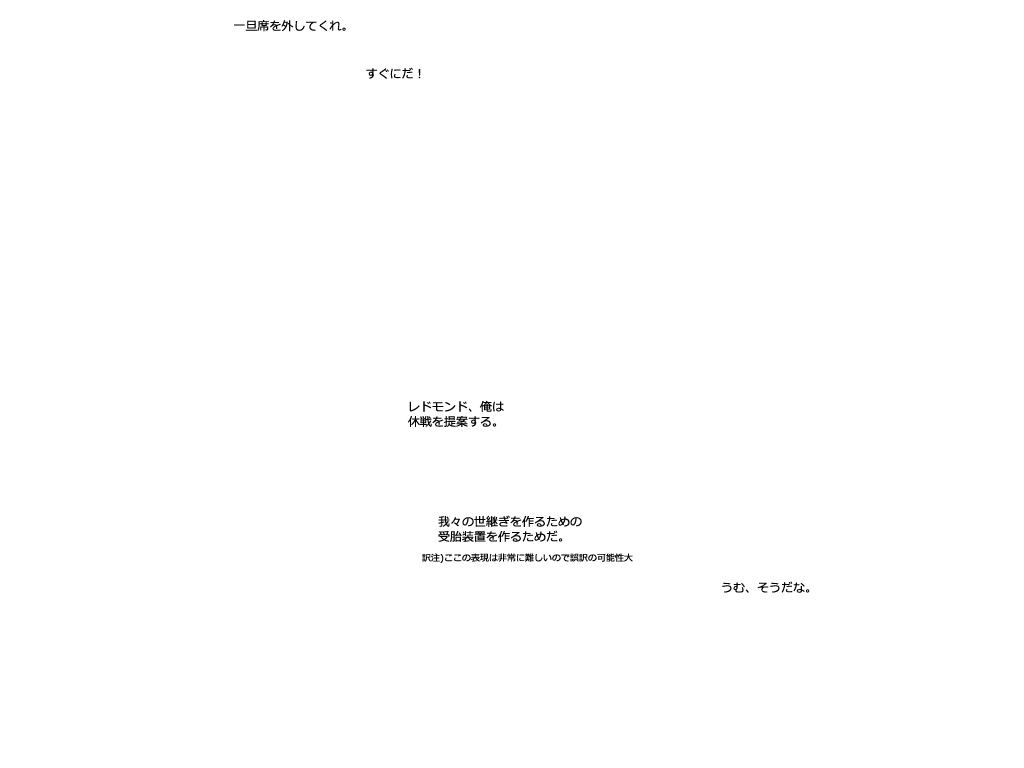 一旦席を外してくれ。
すぐにだ！
レドモンド、俺は
休戦を提案する。
我々の世継ぎを作るための
受胎装置を作るためだ。
訳注)ここの表現は非常に難しいので誤訳の可能性大
うむ、そうだな。